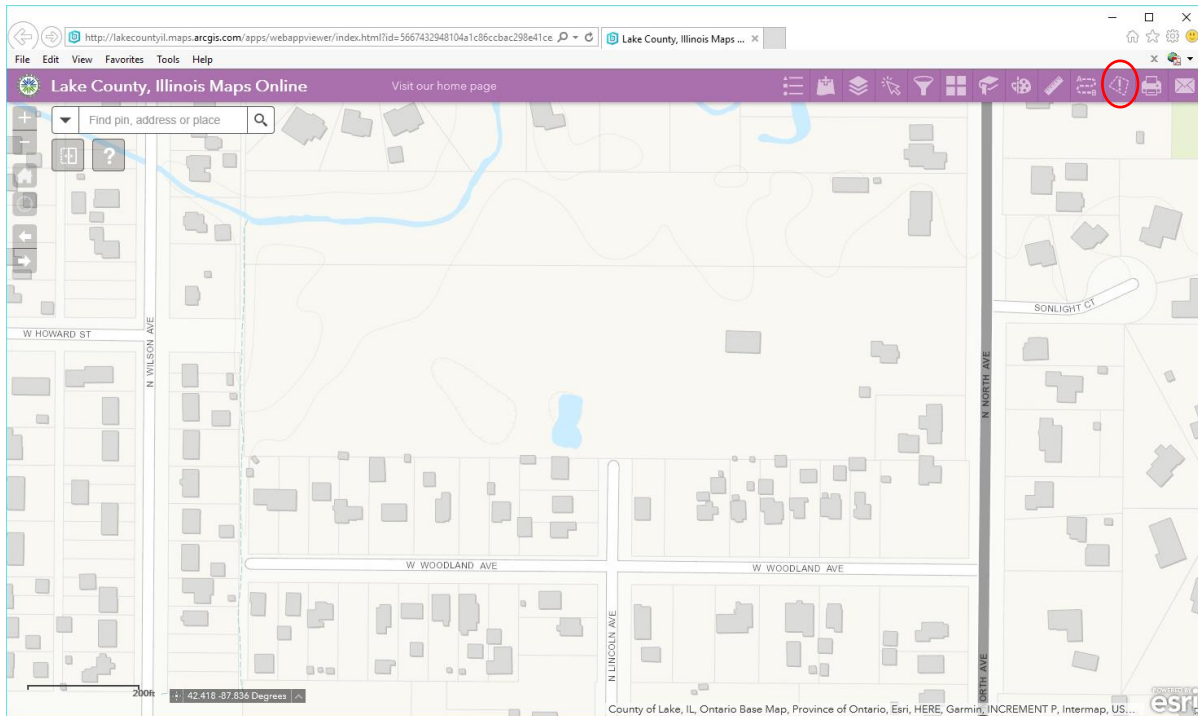 http://lakecountyil.maps.arcgis.com/apps/webappviewer/index.html?id=5667432948104a1c86ccbac298e41ce
Lake County, Illinois Maps ...
File Edit View Favorites Tools Help
Lake County, Illinois Maps Online
Visit our home page
Find pin, address or place
?
SONLIGHT CT
W HOWARD ST
N WILSON AVE
N NORTH AVE
W WOODLAND AVE
W WOODLAND AVE
N LINCOLN AVE
ORTH AVE
200ft
42.418 -87.836 Degrees
County of Lake, IL, Ontario Base Map, Province of Ontario, Esri, HERE, Garmin, INCREMENT P, Intermap, US...
POWERED BY
esri